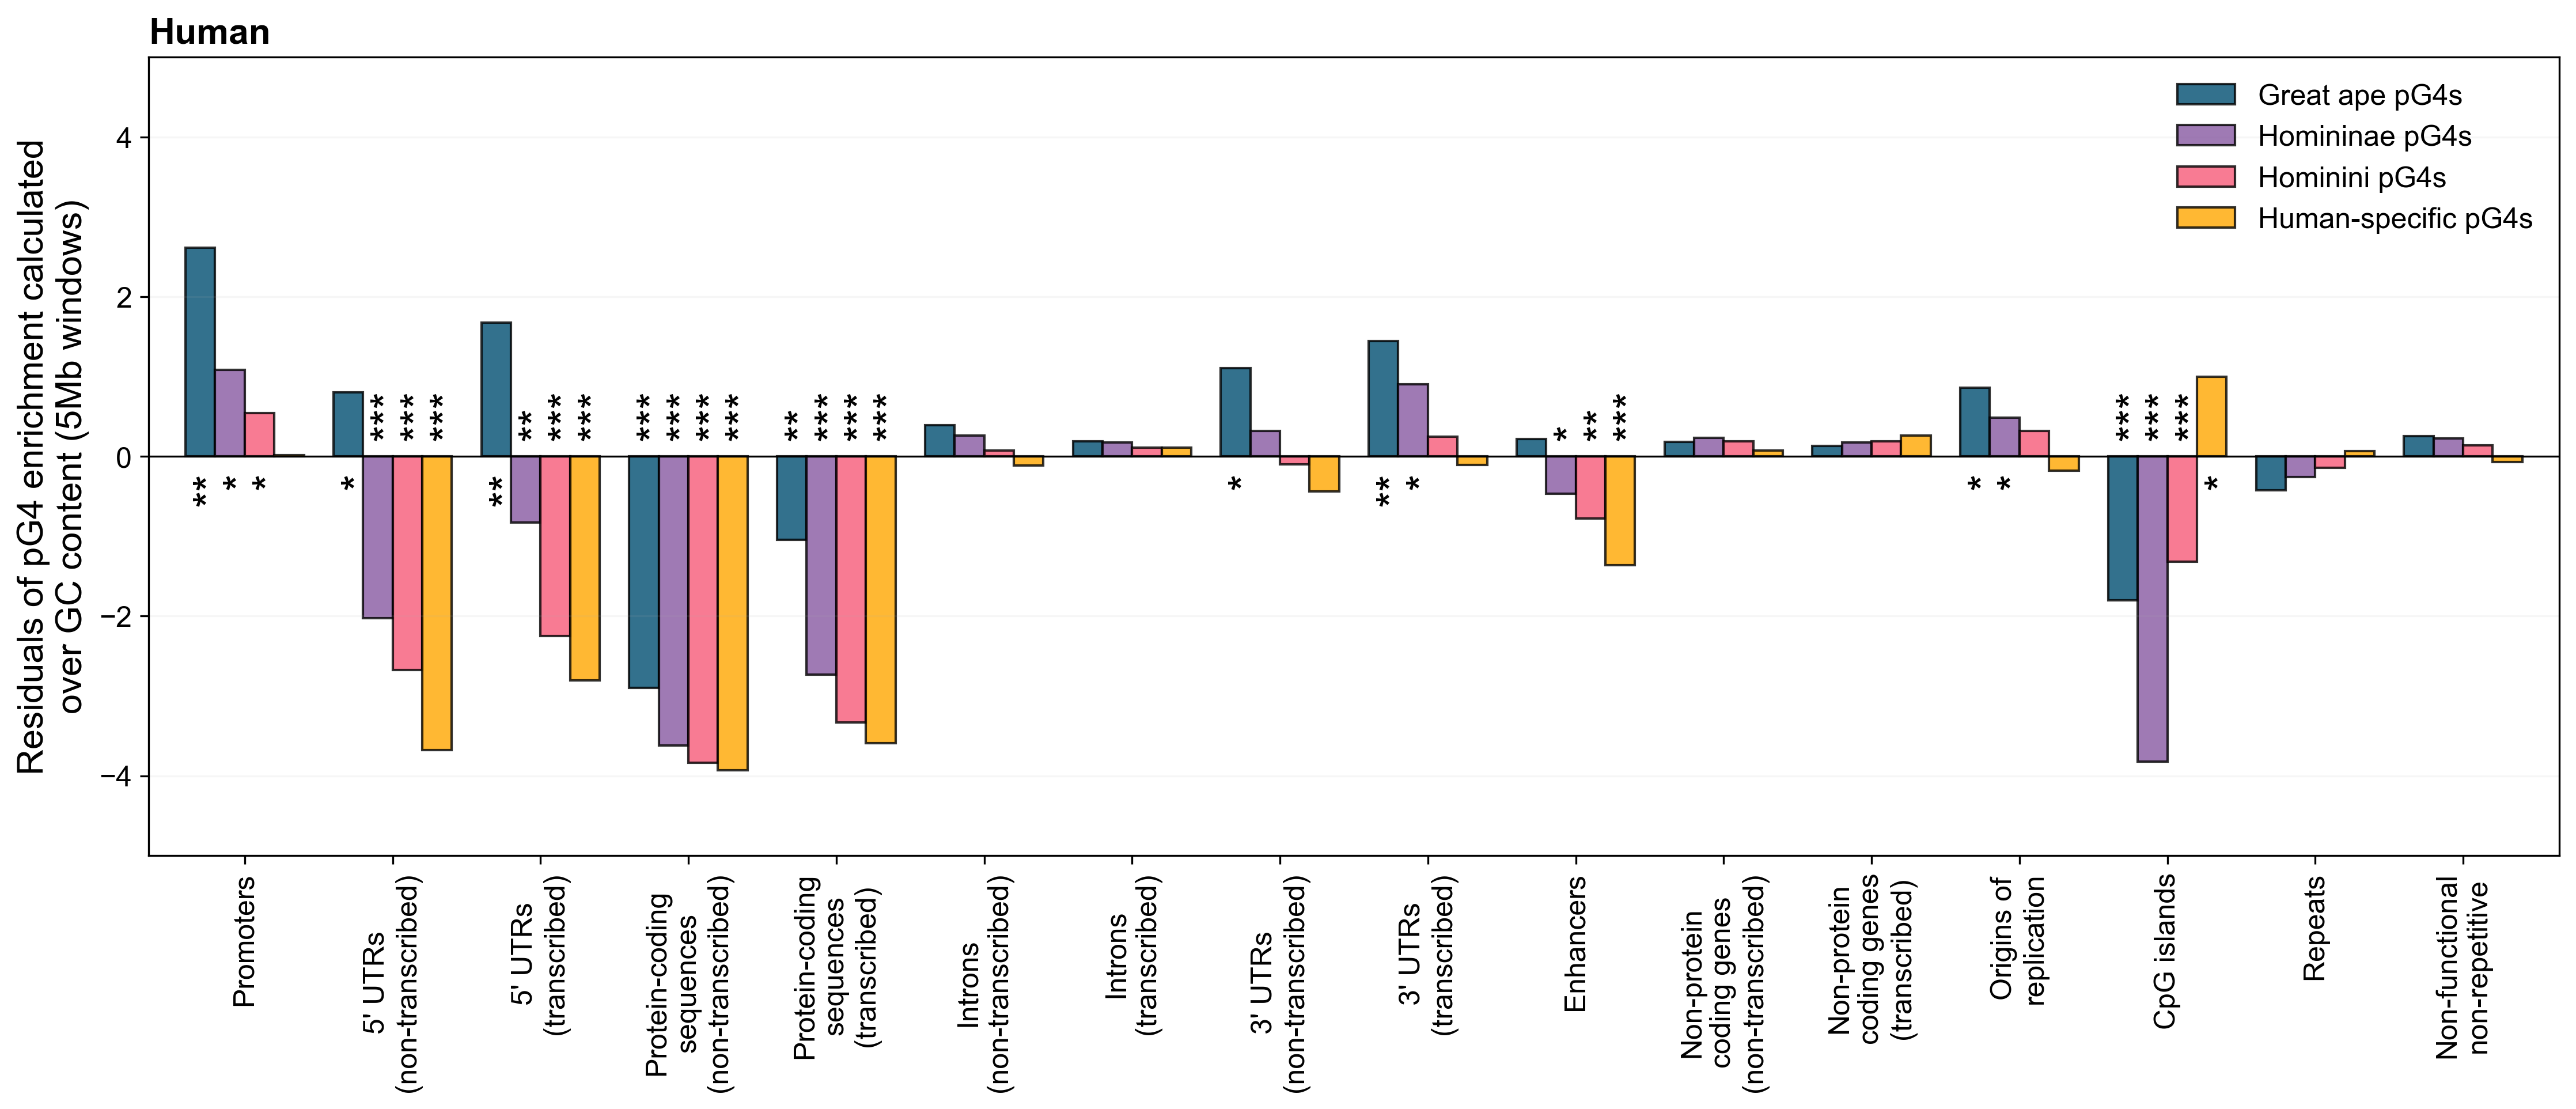 Human
Residuals of pG4 enrichment calculated
over GC content (5Mb windows)
4
2
0
−2
−4
Great ape pG4s
Homininae pG4s
Hominini pG4s
Human-specific pG4s
*** *** *** ** *** *** *** *** *** *** ** *** *** *** * ** *** *** *** ***
** * * * ** * ** * * * *
Promoters
5' UTRs
(non-transcribed)
5' UTRs
(transcribed)
Protein-coding
sequences
(non-transcribed)
Protein-coding
sequences
(transcribed)
Introns
(non-transcribed)
Introns
(transcribed)
3' UTRs
(non-transcribed)
3' UTRs
(transcribed)
Enhancers
Non-protein
coding genes
(non-transcribed)
Non-protein
coding genes
(transcribed)
Origins of
replication
CpG islands
Repeats
Non-functional
non-repetitive